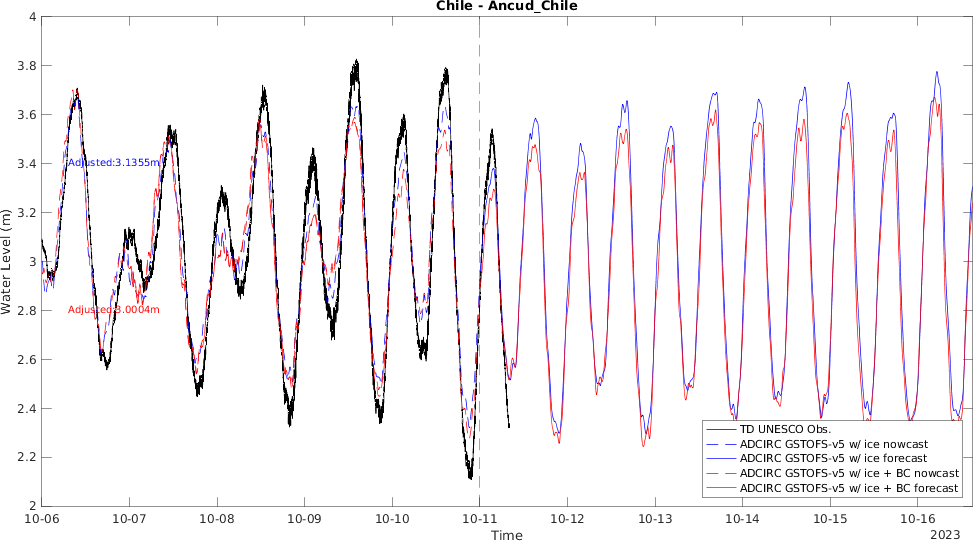 Chile - Ancud_Chile
4
3.8
3.6
3.4
3.2
3
2.8
2.6
2.4
2.2
2
Water Level (m)
Adjusted:3.1355m
Adjusted:3.0004m
TD UNESCO Obs.
ADCIRC GSTOFS-v5 w/ ice nowcast
ADCIRC GSTOFS-v5 w/ ice forecast
ADCIRC GSTOFS-v5 w/ ice + BC nowcast
ADCIRC GSTOFS-v5 w/ ice + BC forecast
10-06 10-07 10-08 10-09 10-10 10-11 10-12 10-13 10-14 10-15 10-16
Time
2023